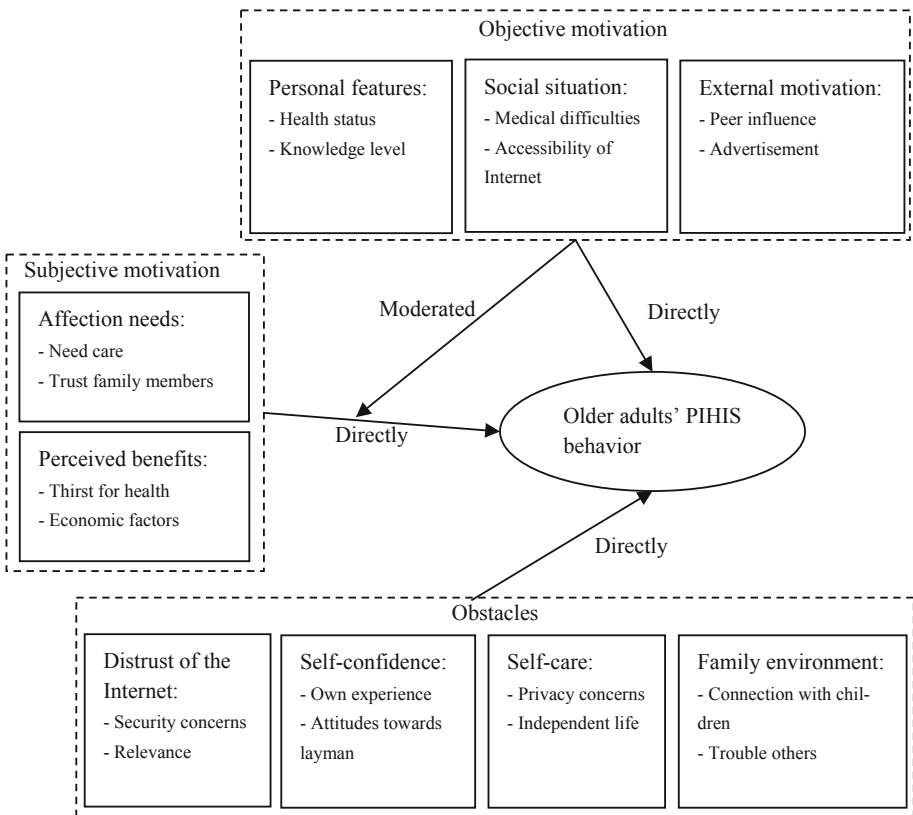 Objective motivation
Personal features:
- Health status
- Knowledge level
Social situation:
- Medical difficulties
- Accessibility of
Internet
External motivation:
- Peer influence
- Advertisement
Subjective motivation
Affection needs:
- Need care
- Trust family members
Perceived benefits:
- Thirst for health
- Economic factors
Moderated
Directly
Directly
Older adults’ PIHIS
behavior
Directly
Obstacles
Distrust of the
Internet:
- Security concerns
- Relevance
Self-confidence:
- Own experience
- Attitudes towards
layman
Self-care:
- Privacy concerns
- Independent life
Family environment:
- Connection with chil-
dren
- Trouble others